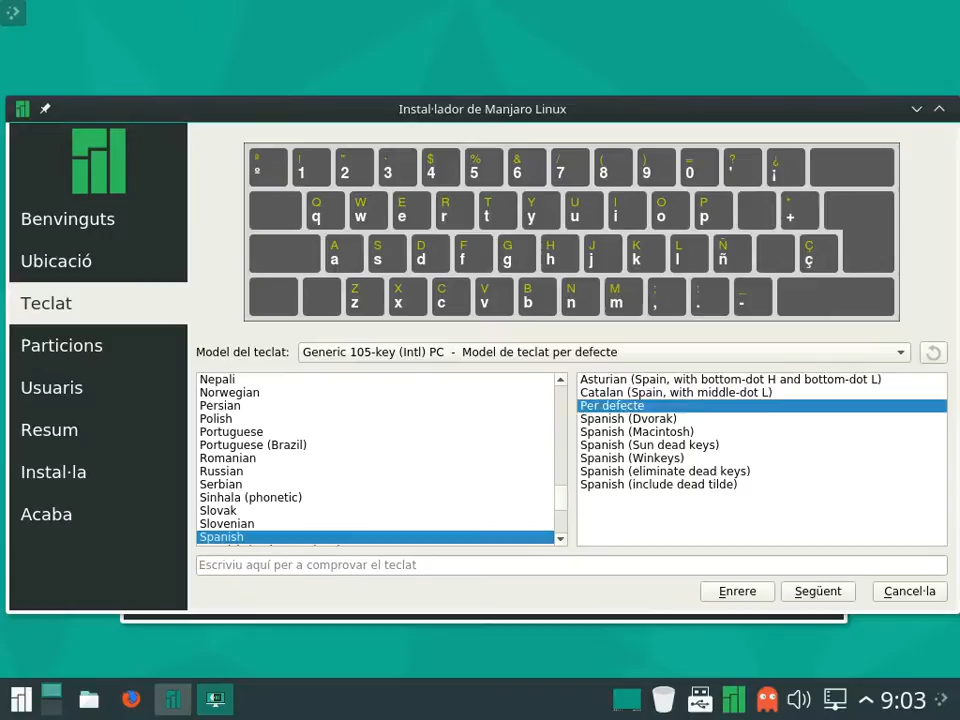 Instal·lador de Manjaro Linux
Benvinguts
Ubicació
Teclat
Particions
Usuaris
Resum
Instal·la
Acaba
ª | " · $ % & / ( ) = ? ¿
º 1 2 3 4 5 6 7 8 9 0 ' ¡
Q W E R T Y U I O P *
q w e r t y u i o p +
A S D F G H J K L Ñ Ç
a s d f g h j k l ñ ç
Z X C V B N M ; : _
z x c v b n m , . -
Model del teclat: Generic 105-key (Intl) PC - Model de teclat per defecte
Nepali
Norwegian
Persian
Polish
Portuguese
Portuguese (Brazil)
Romanian
Russian
Serbian
Sinhala (phonetic)
Slovak
Slovenian
Spanish
Asturian (Spain, with bottom-dot H and bottom-dot L)
Catalan (Spain, with middle-dot L)
Per defecte
Spanish (Dvorak)
Spanish (Macintosh)
Spanish (Sun dead keys)
Spanish (Winkeys)
Spanish (eliminate dead keys)
Spanish (include dead tilde)
Escriviu aquí per a comprovar el teclat
Enrere
Següent
Cancel·la
9:03